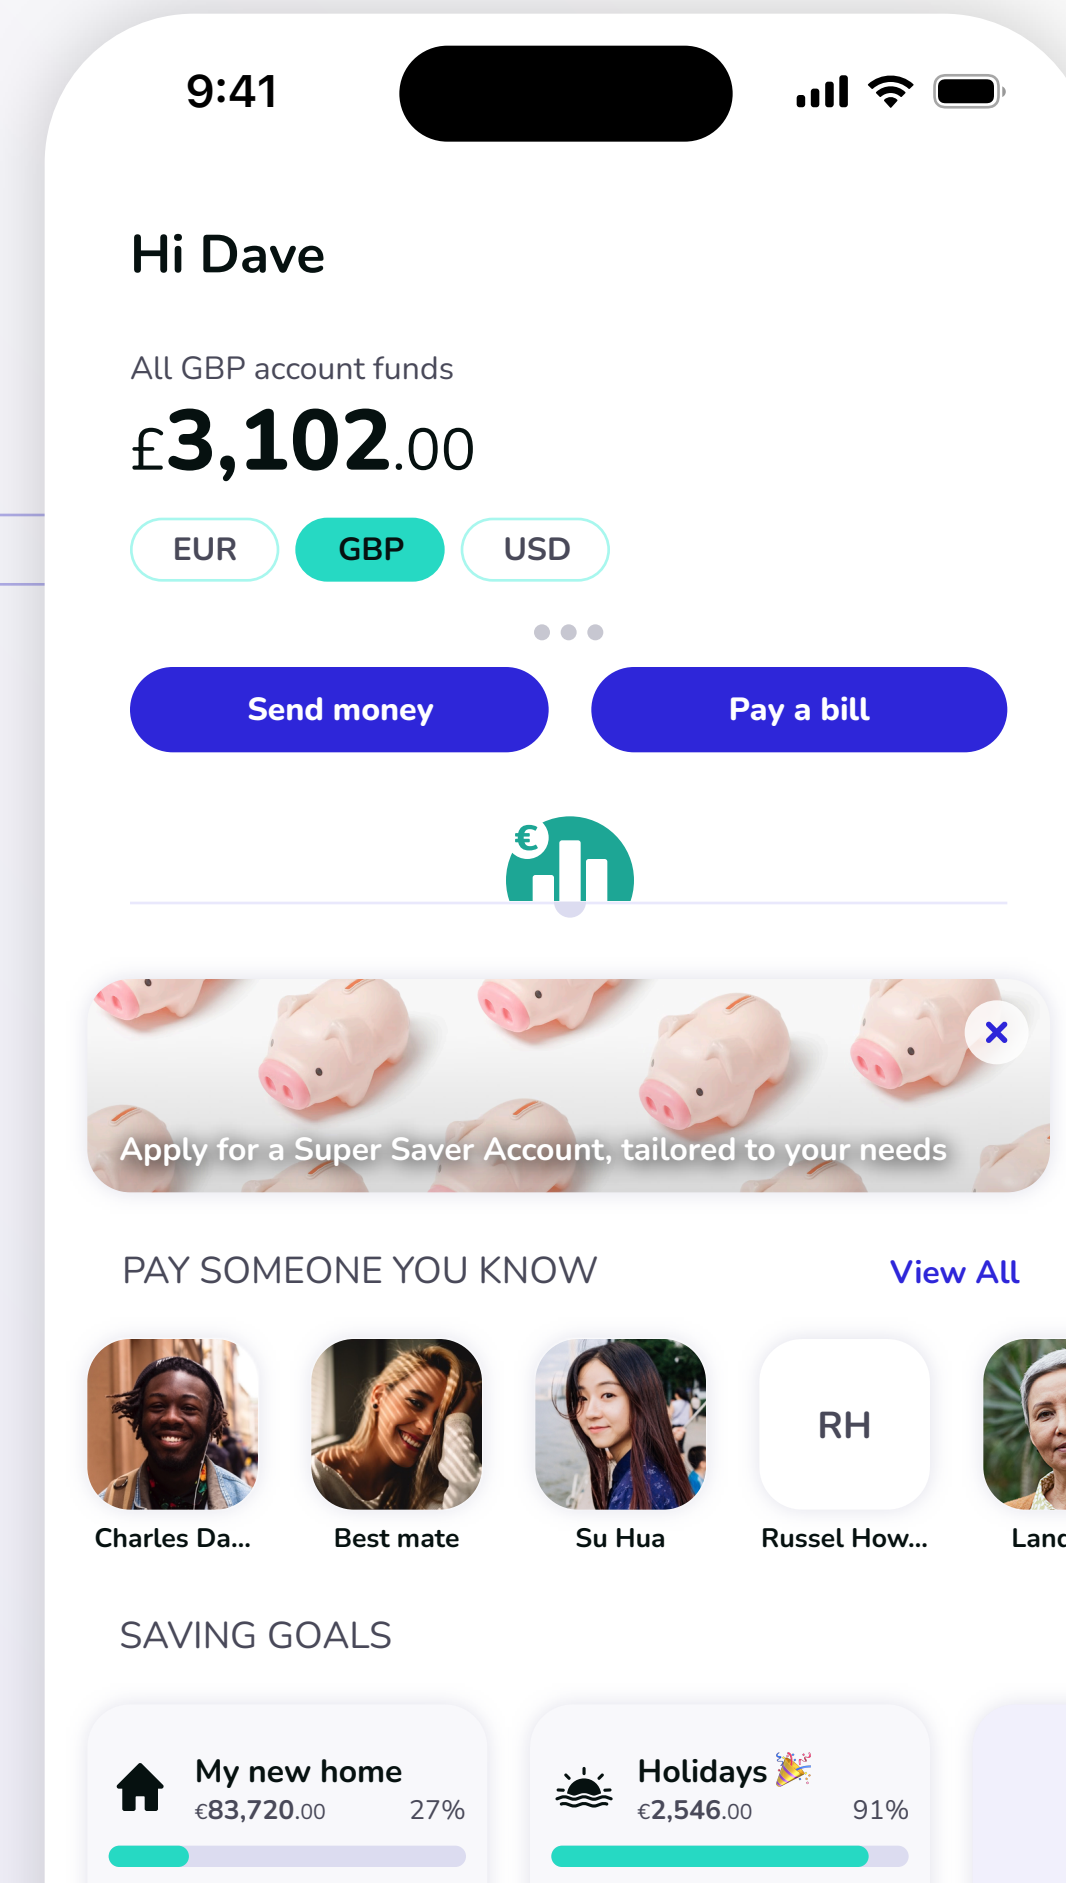 9:41
Hi Dave
All GBP account funds
£3,102.00
EUR GBP USD
Send money Pay a bill
€
Apply for a Super Saver Account, tailored to your needs
PAY SOMEONE YOU KNOW View All
RH
Charles Da... Best mate Su Hua Russel How... Land
SAVING GOALS
My new home Holidays 🎉
€83,720.00 27% €2,546.00 91%